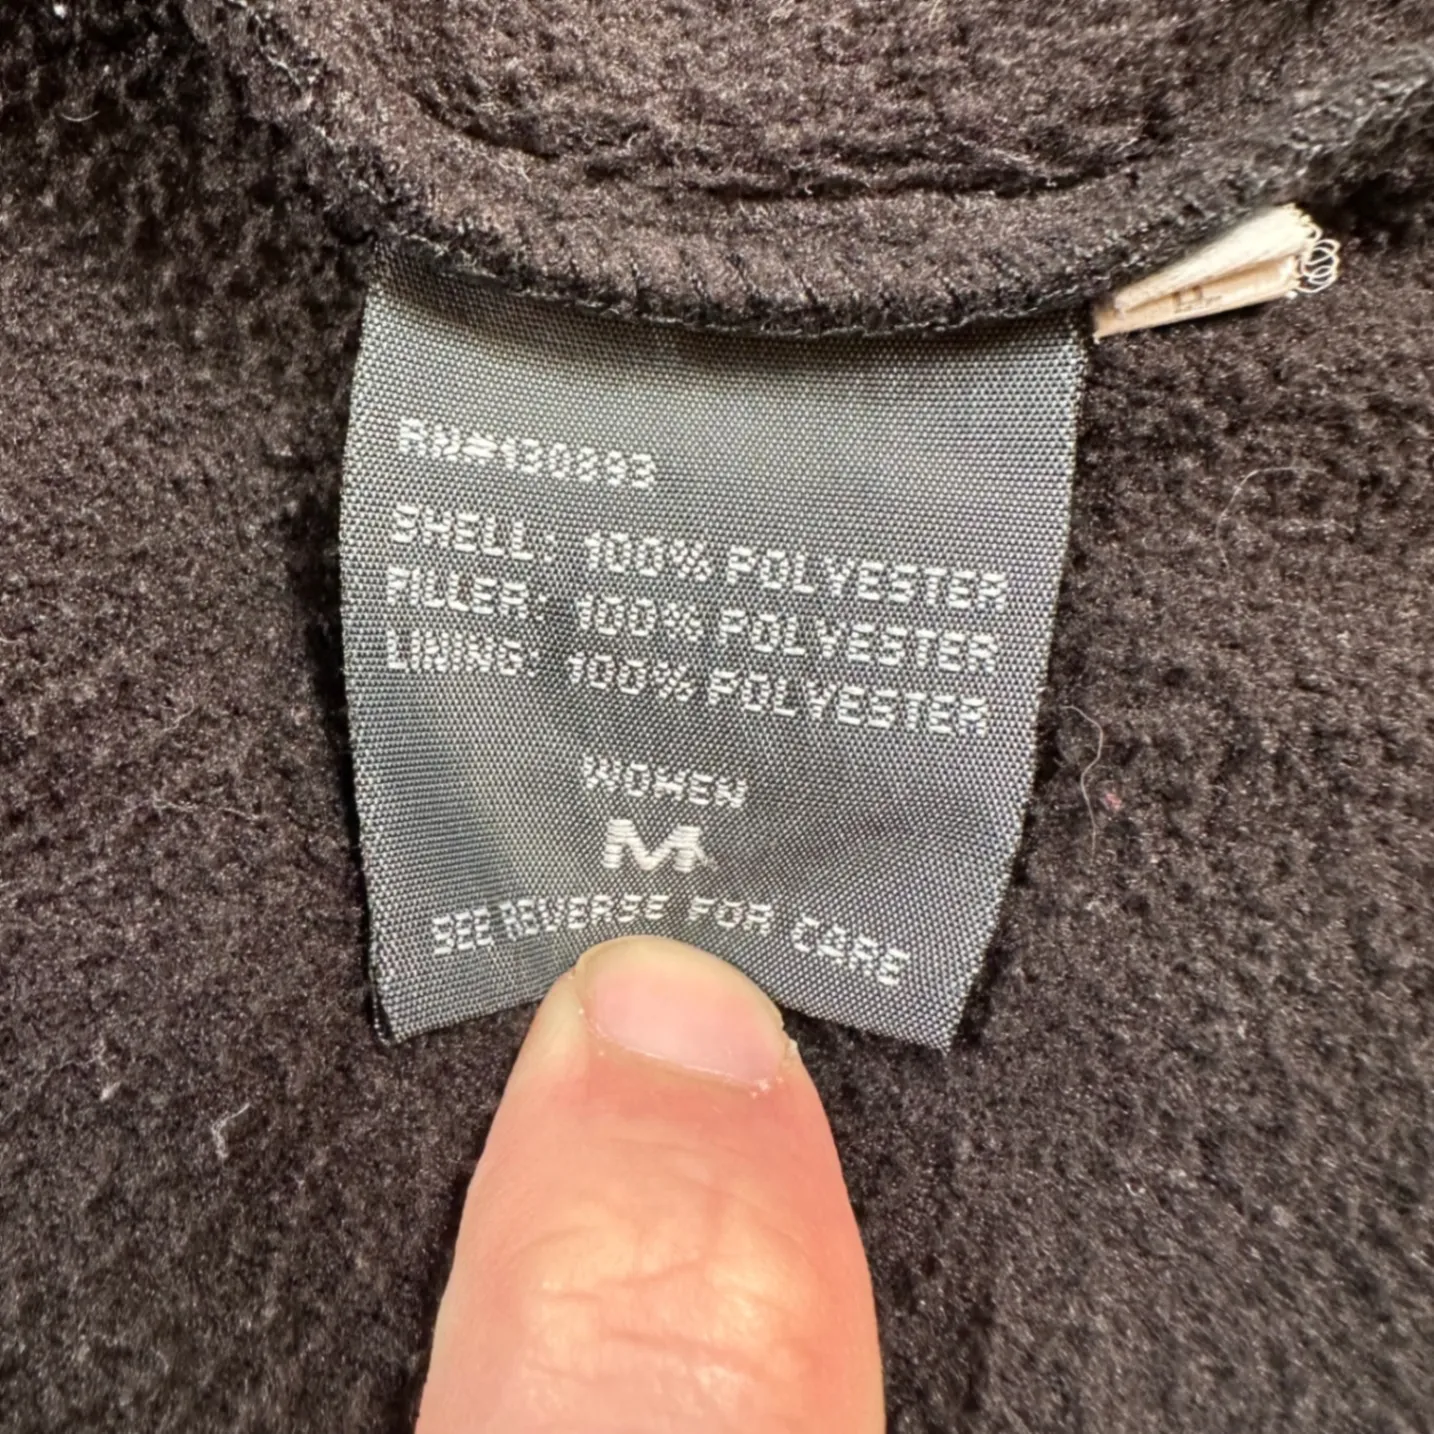 RN#130893
SHELL: 100% POLYESTER
FILLER: 100% POLYESTER
LINING: 100% POLYESTER
WOMEN
M
SEE REVERSE FOR CARE